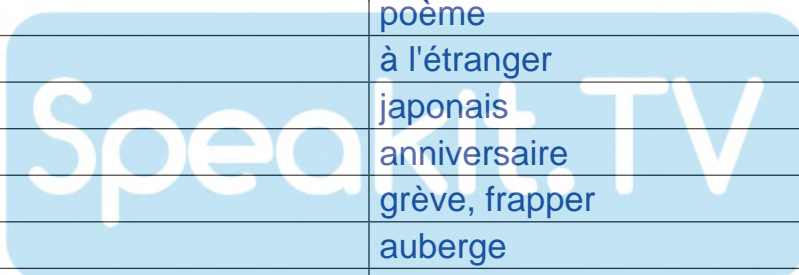 poème
à l'étranger
japonais
anniversaire
grève, frapper
auberge
Speakit.TV